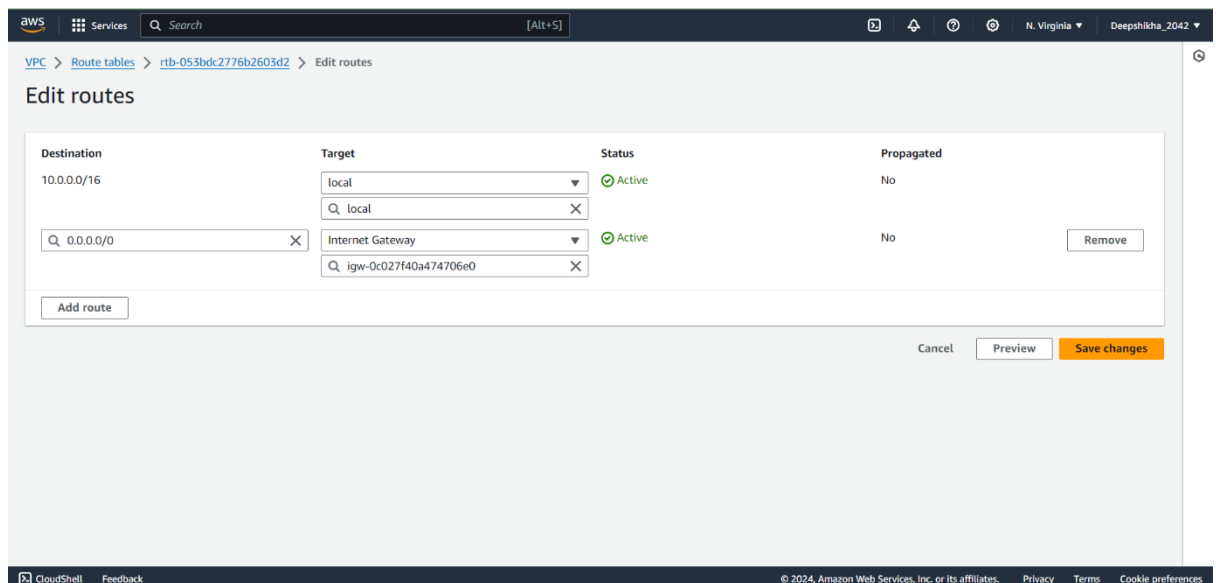 aws Services Search [Alt+S] N. Virginia Deepshikha_2042
VPC > Route tables > rtb-053bdc2776b2603d2 > Edit routes
Edit routes
Destination Target Status Propagated
10.0.0.0/16 local Active No
local
0.0.0.0/0 Internet Gateway Active No Remove
igw-0c027f40a474706e0
Add route
Cancel Preview Save changes
CloudShell Feedback © 2024, Amazon Web Services, Inc. or its affiliates. Privacy Terms Cookie preferences